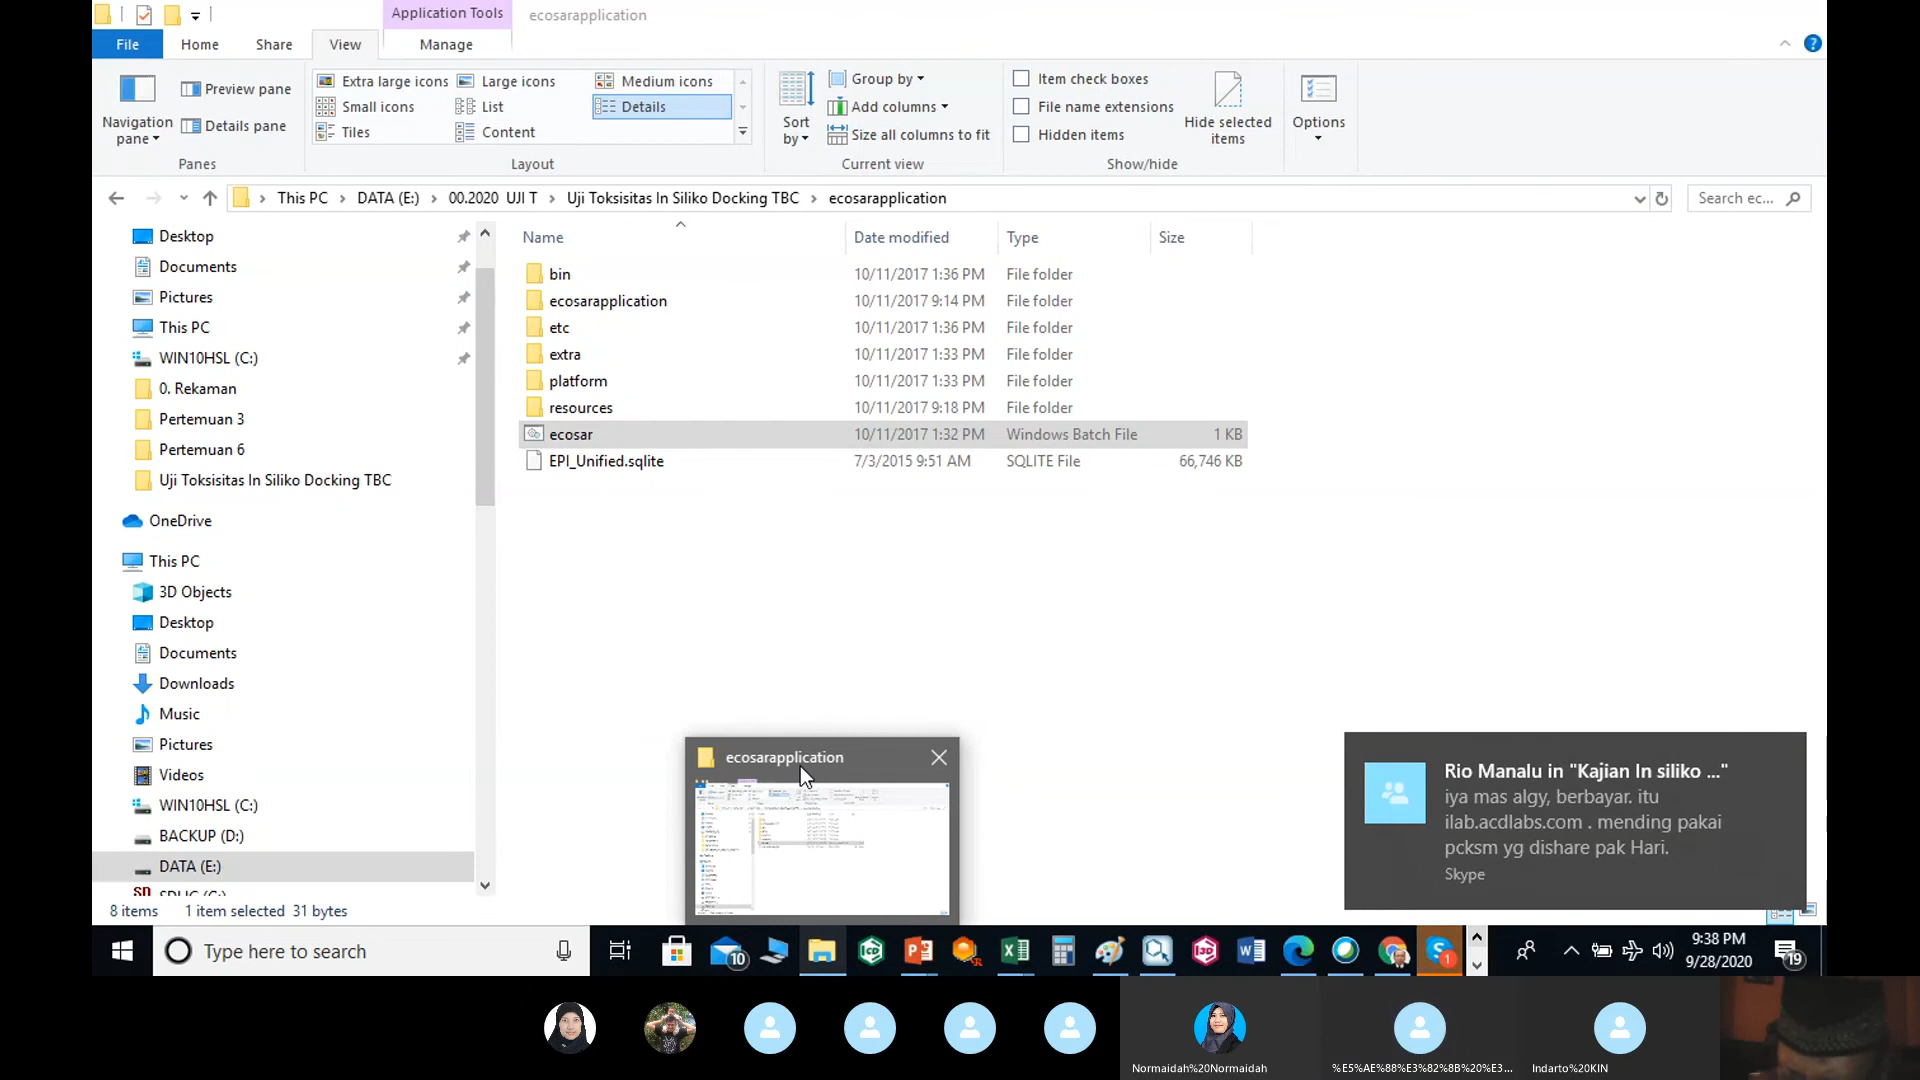 Application Tools
ecosarapplication
File
Home
Share
View
Manage
Navigation pane
Preview pane
Details pane
Panes
Extra large icons
Large icons
Medium icons
Small icons
List
Details
Tiles
Content
Layout
Sort by
Group by
Add columns
Size all columns to fit
Current view
Item check boxes
File name extensions
Hidden items
Hide selected items
Show/hide
Options
This PC > DATA (E:) > 00.2020 UJI T > Uji Toksisitas In Siliko Docking TBC > ecosarapplication
Search ec...
Desktop
Documents
Pictures
This PC
WIN10HSL (C:)
0. Rekaman
Pertemuan 3
Pertemuan 6
Uji Toksisitas In Siliko Docking TBC
OneDrive
This PC
3D Objects
Desktop
Documents
Downloads
Music
Pictures
Videos
WIN10HSL (C:)
BACKUP (D:)
DATA (E:)
Name Date modified Type Size
bin 10/11/2017 1:36 PM File folder
ecosarapplication 10/11/2017 9:14 PM File folder
etc 10/11/2017 1:36 PM File folder
extra 10/11/2017 1:33 PM File folder
platform 10/11/2017 1:33 PM File folder
resources 10/11/2017 9:18 PM File folder
ecosar 10/11/2017 1:32 PM Windows Batch File 1 KB
EPI_Unified.sqlite 7/3/2015 9:51 AM SQLITE File 66,746 KB
ecosarapplication
Rio Manalu in "Kajian In siliko ..."
iya mas algy, berbayar. itu
ilab.acdlabs.com . mending pakai
pcksm yg dishare pak Hari.
Skype
8 items 1 item selected 31 bytes
Type here to search
10
1
9:38 PM
9/28/2020
19
Normaidah%20Normaidah
%E5%AE%88%E3%82%8B%20%E3...
Indarto%20KIN